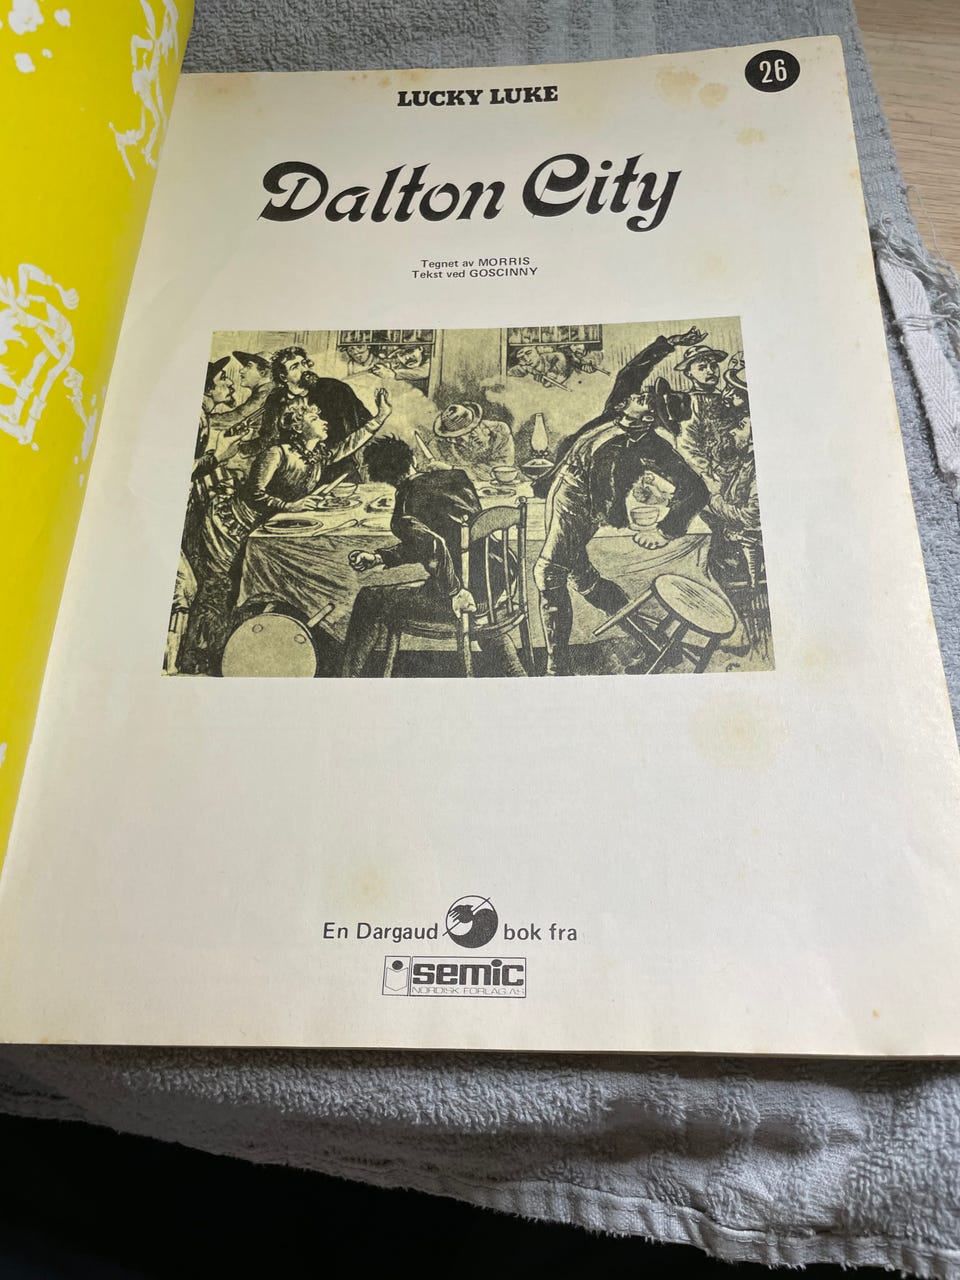 26
LUCKY LUKE
Dalton City
Tegnet av MORRIS
Tekst ved GOSCINNY
En Dargaud bok fra
semic
NORDISK FORLAG A/S